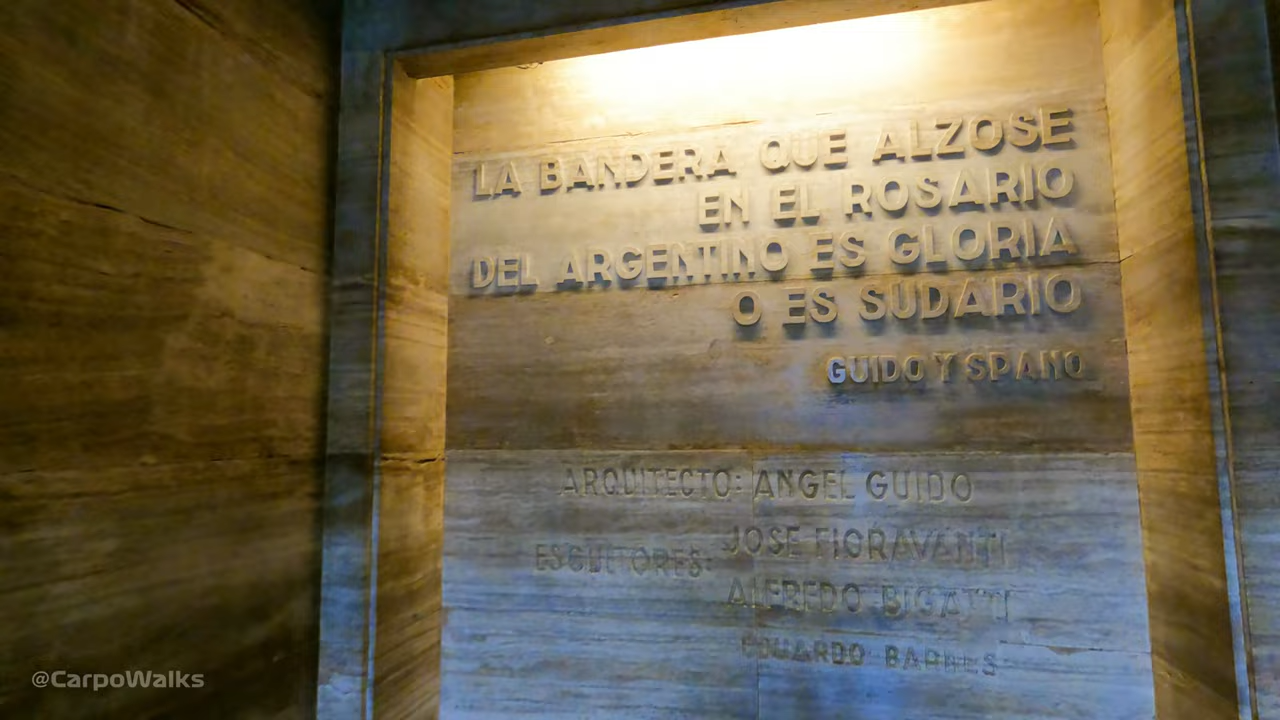 LA BANDERA QUE ALZOSE
EN EL ROSARIO
DEL ARGENTINO ES GLORIA
O ES SUDARIO
GUIDO Y SPANO
ARQUITECTO: ANGEL GUIDO
ESCULTORES: JOSE FIORAVANTI
ALFREDO BIGATTI
EDUARDO BARNES
@CarpoWalks